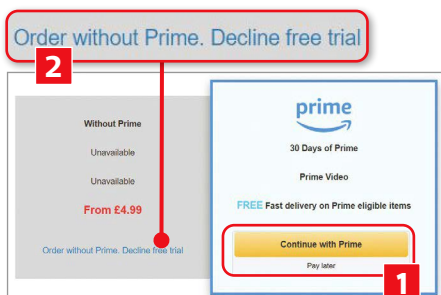 Order without Prime. Decline free trial
2
Without Prime
Unavailable
Unavailable
From £4.99
Order without Prime. Decline free trial
prime
30 Days of Prime
Prime Video
FREE Fast delivery on Prime eligible items
Continue with Prime
Pay later
1